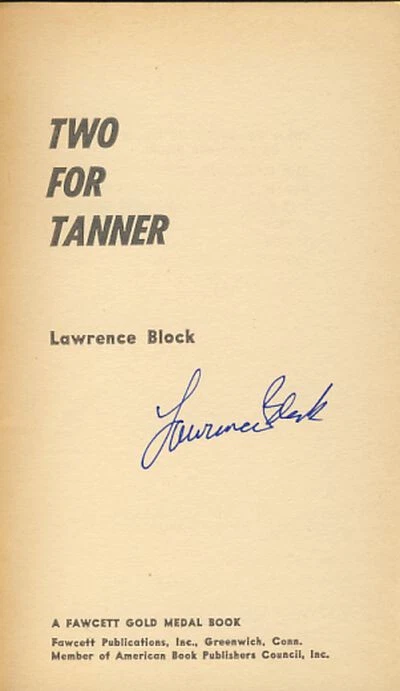 TWO
FOR
TANNER
Lawrence Block
Lawrence Block
A FAWCETT GOLD MEDAL BOOK
Fawcett Publications, Inc., Greenwich, Conn.
Member of American Book Publishers Council, Inc.